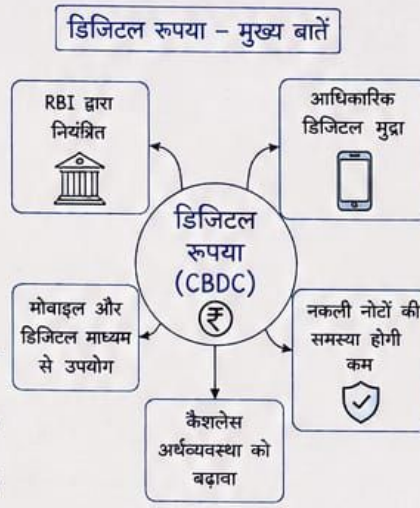 डिजिटल रूपया – मुख्य बातें
RBI द्वारा
नियंत्रित
आधिकारिक
डिजिटल मुद्रा
डिजिटल
रूपया
(CBDC)
₹
मोबाइल और
डिजिटल माध्यम
से उपयोग
नकली नोटों की
समस्या होगी
कम
कैशलेस
अर्थव्यवस्था को
बढ़ावा